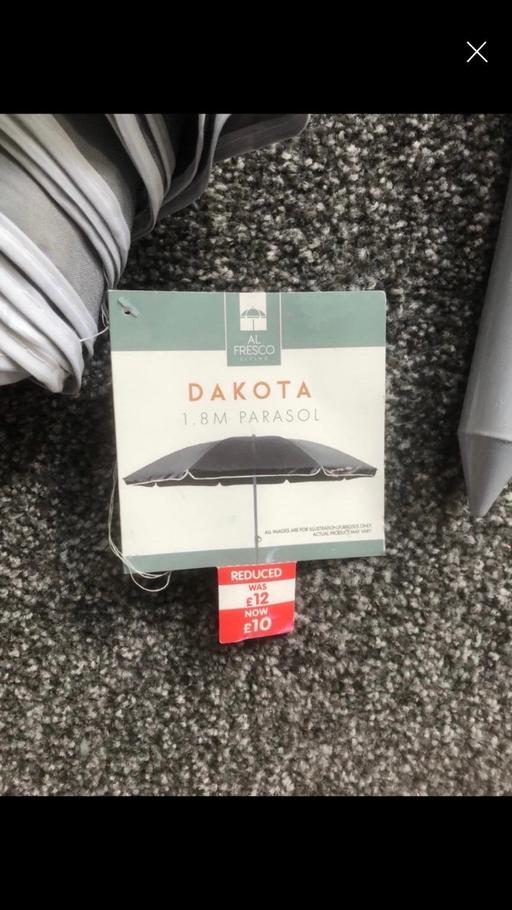 AL
FRESCO
LIVING
DAKOTA
1.8M PARASOL
ALL IMAGES ARE FOR ILLUSTRATION PURPOSES ONLY.
ACTUAL PRODUCT MAY VARY.
REDUCED
WAS
£12
NOW
£10